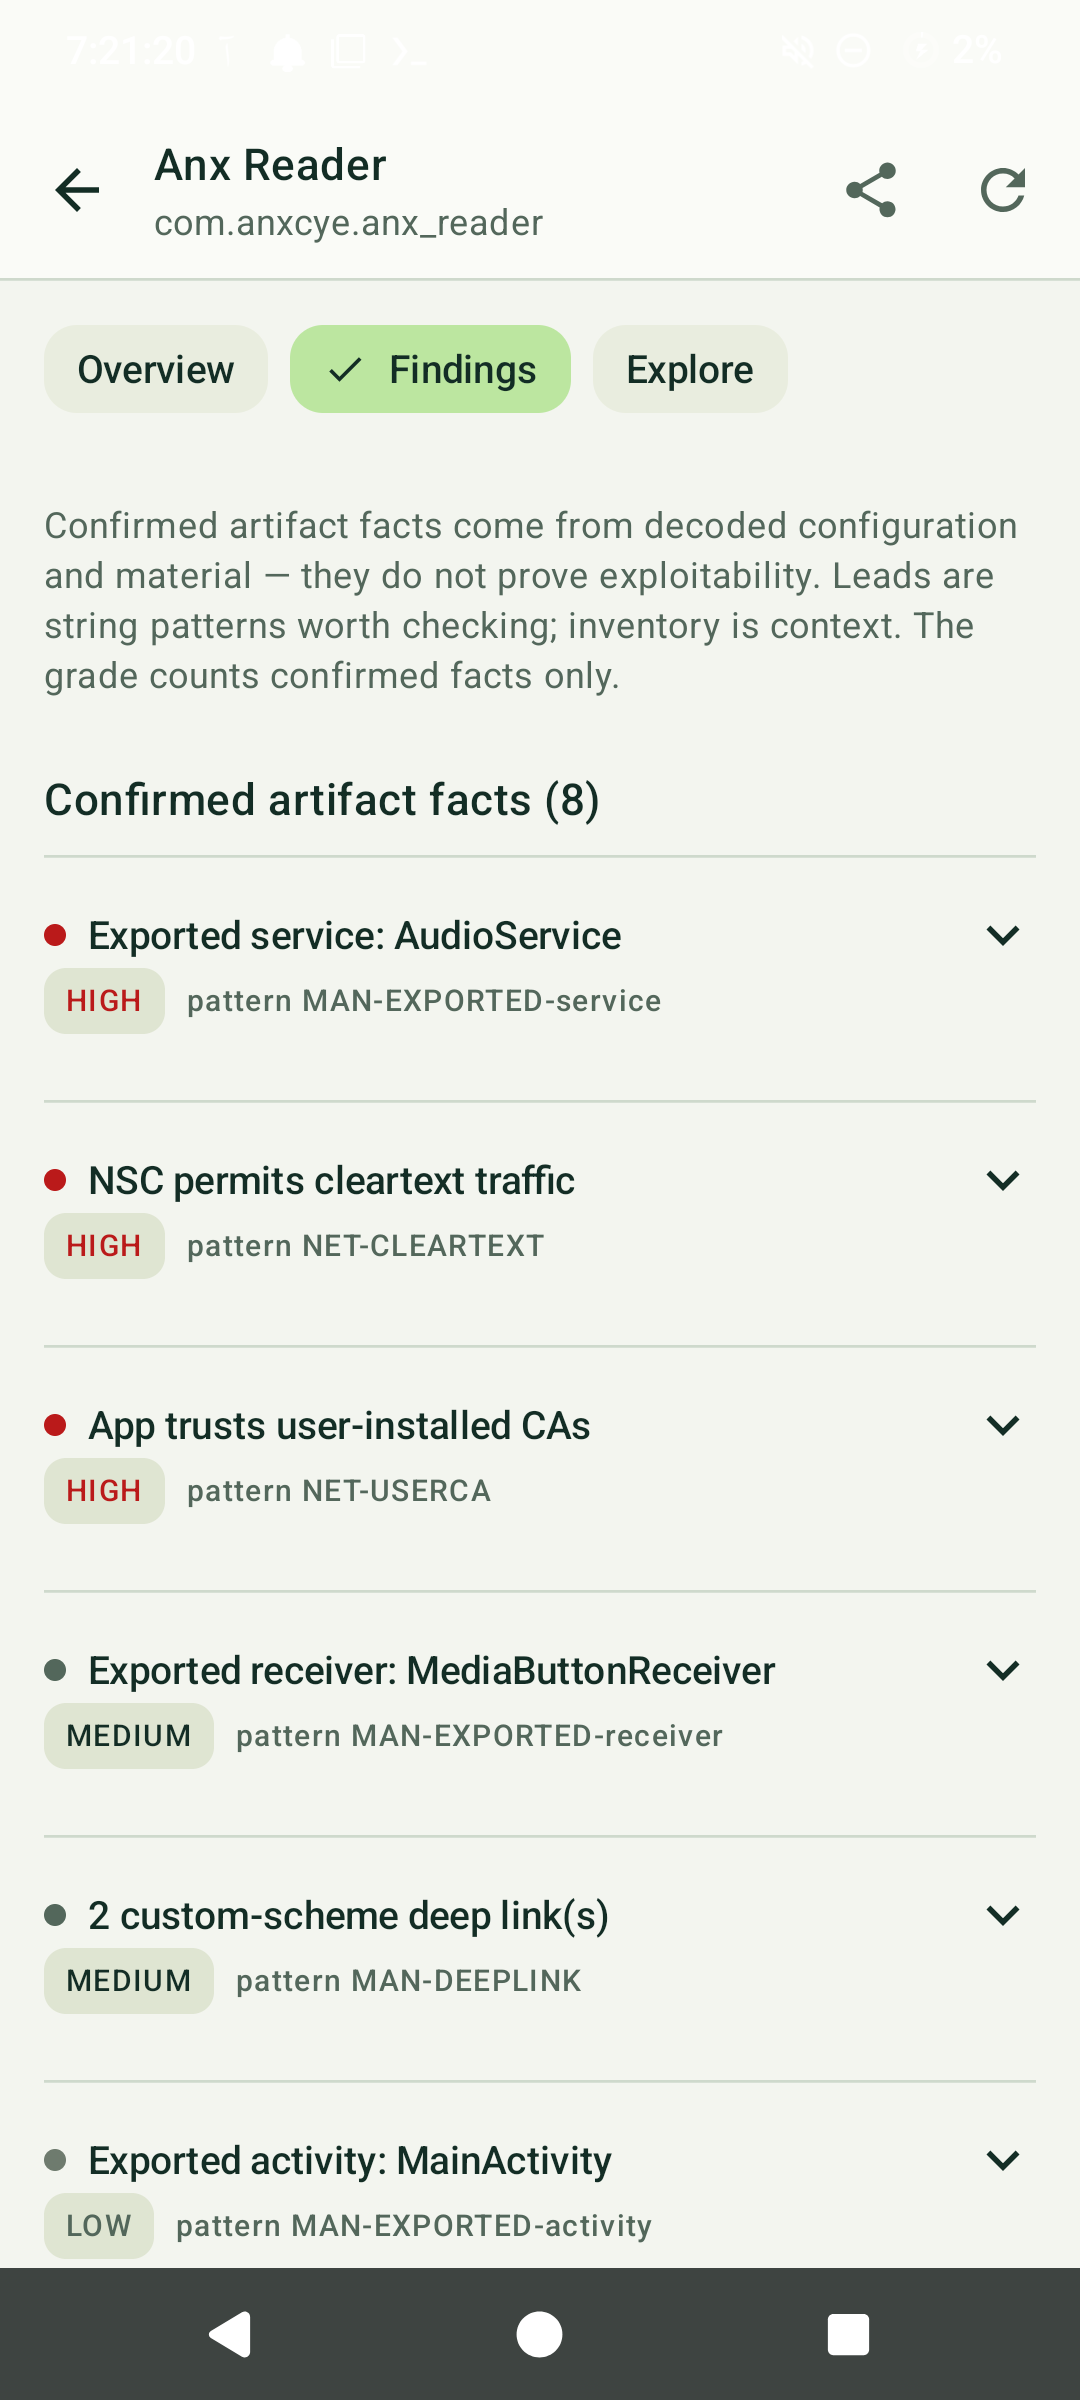 7:21:20
2%
Anx Reader
com.anxcye.anx_reader
Overview
Findings
Explore
Confirmed artifact facts come from decoded configuration
and material — they do not prove exploitability. Leads are
string patterns worth checking; inventory is context. The
grade counts confirmed facts only.
Confirmed artifact facts (8)
Exported service: AudioService
HIGH pattern MAN-EXPORTED-service
NSC permits cleartext traffic
HIGH pattern NET-CLEARTEXT
App trusts user-installed CAs
HIGH pattern NET-USERCA
Exported receiver: MediaButtonReceiver
MEDIUM pattern MAN-EXPORTED-receiver
2 custom-scheme deep link(s)
MEDIUM pattern MAN-DEEPLINK
Exported activity: MainActivity
LOW pattern MAN-EXPORTED-activity